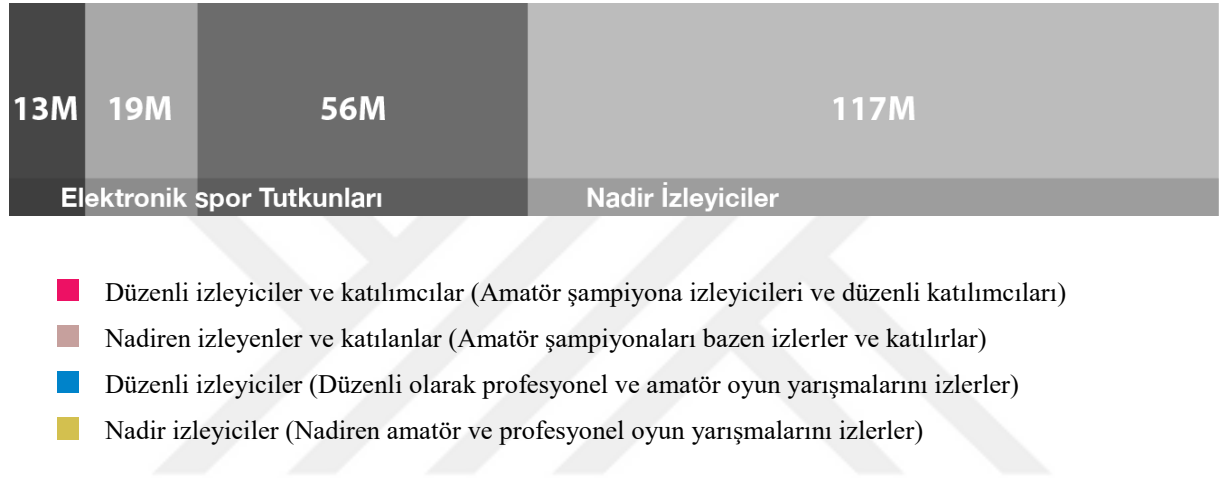 13M 19M 56M 117M
Elektronik spor Tutkunları Nadir İzleyiciler
Düzenli izleyiciler ve katılımcılar (Amatör şampiyona izleyicileri ve düzenli katılımcıları)
Nadiren izleyenler ve katılanlar (Amatör şampiyonaları bazen izlerler ve katılırlar)
Düzenli izleyiciler (Düzenli olarak profesyonel ve amatör oyun yarışmalarını izlerler)
Nadir izleyiciler (Nadiren amatör ve profesyonel oyun yarışmalarını izlerler)